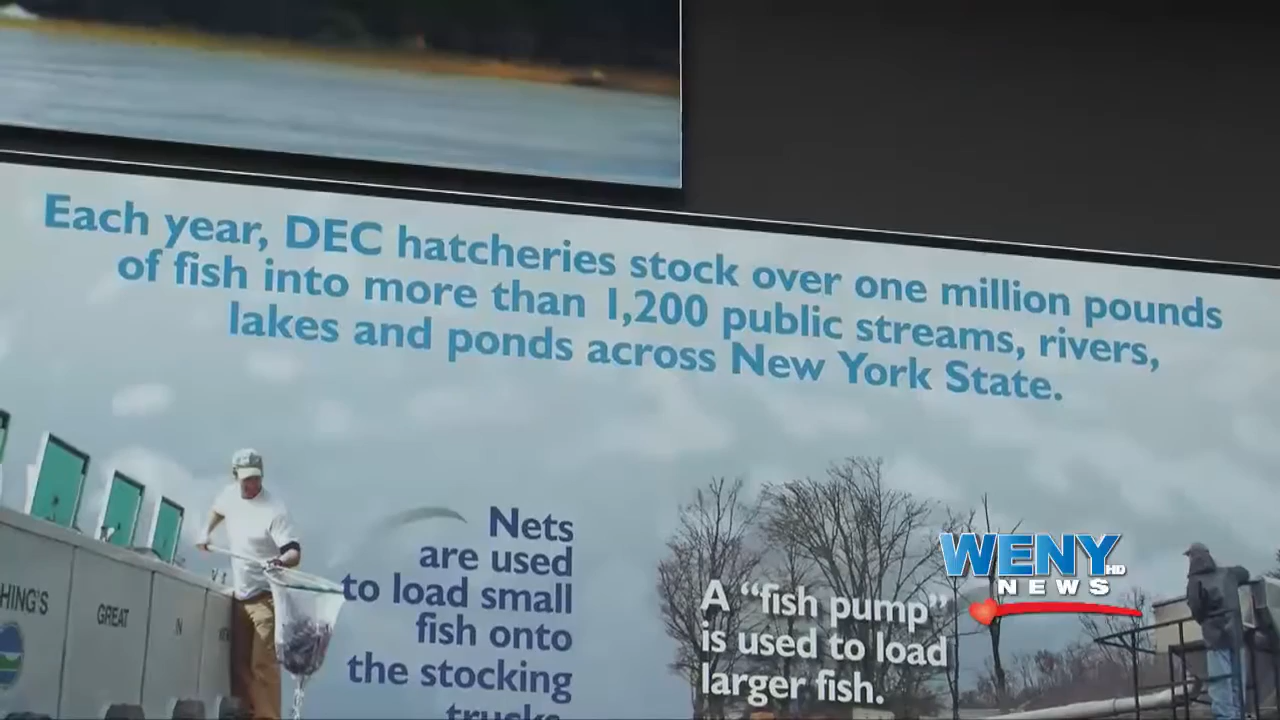 Each year, DEC hatcheries stock over one million pounds
of fish into more than 1,200 public streams, rivers,
lakes and ponds across New York State.
Nets
are used
to load small
fish onto
the stocking
trucks.
A "fish pump"
is used to load
larger fish.
WENY HD
NEWS
HING'S
GREAT
IN